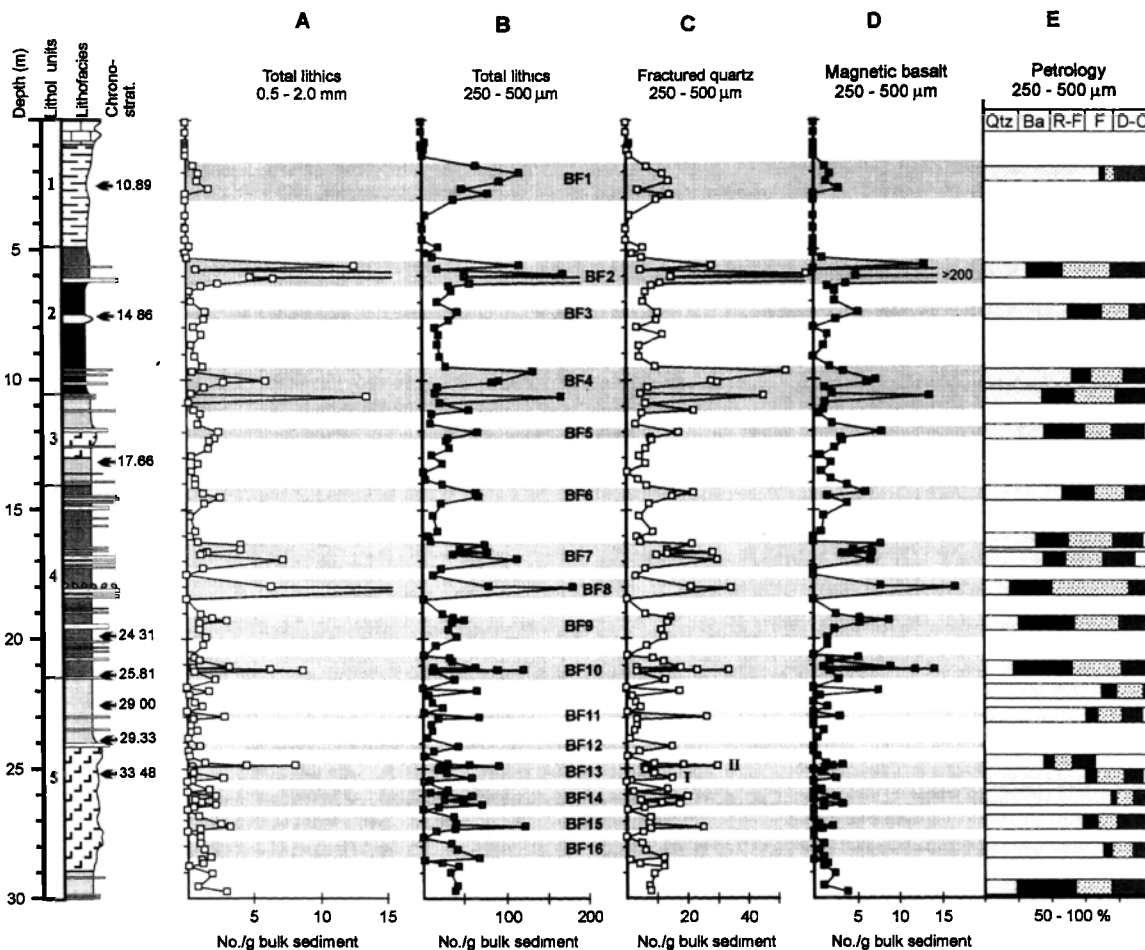 A B C D E
Depth (m)
Lithol units
Lithofacies
Chrono-
strat.
Total lithics
0.5 - 2.0 mm
Total lithics
250 - 500 µm
Fractured quartz
250 - 500 µm
Magnetic basalt
250 - 500 µm
Petrology
250 - 500 µm
Qtz Ba R-F F D-C
BF1
1
10.89
5
BF2
>200
2
14 86
BF3
10
BF4
3
BF5
17.66
BF6
15
BF7
4
BF8
BF9
20
24 31
BF10
25.81
29 00
BF11
29.33
BF12
5
II
25
33 48
BF13
I
BF14
BF15
BF16
30
0 5 10 15
0 100 200
0 20 40
0 5 10 15
50 - 100 %
No./g bulk sediment
No./g bulk sediment
No./g bulk sediment
No./g bulk sediment